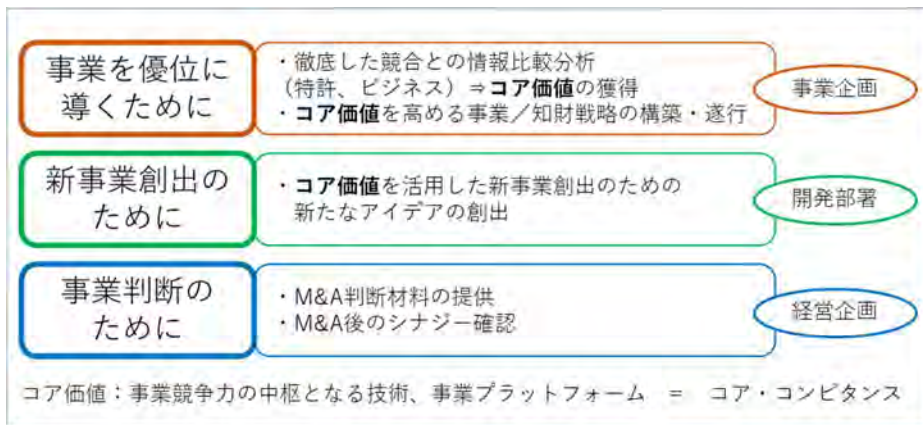 事業を優位に
導くために
・徹底した競合との情報比較分析
（特許、ビジネス）⇒コア価値の獲得
・コア価値を高める事業／知財戦略の構築・遂行
事業企画
新事業創出の
ために
・コア価値を活用した新事業創出のための
新たなアイデアの創出
開発部署
事業判断の
ために
・M&A判断材料の提供
・M&A後のシナジー確認
経営企画
コア価値：事業競争力の中枢となる技術、事業プラットフォーム ＝ コア・コンピタンス